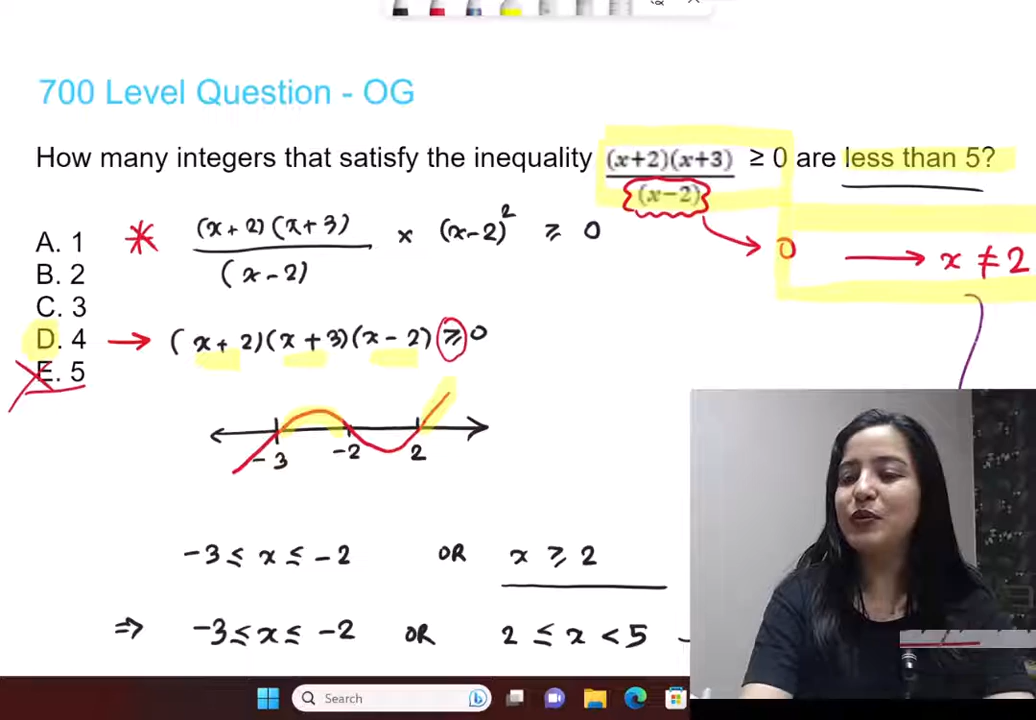 700 Level Question - OG
How many integers that satisfy the inequality (x+2)(x+3)/(x−2) ≥ 0 are less than 5?
A. 1
B. 2
C. 3
D. 4
E. 5
(x+2)(x+3)/(x-2) × (x-2)² ≥ 0
0 → x ≠ 2
→ (x+2)(x+3)(x-2) ≥ 0
-3 -2 2
-3 ≤ x ≤ -2 OR x ≥ 2
⇒ -3 ≤ x ≤ -2 OR 2 ≤ x < 5
Search